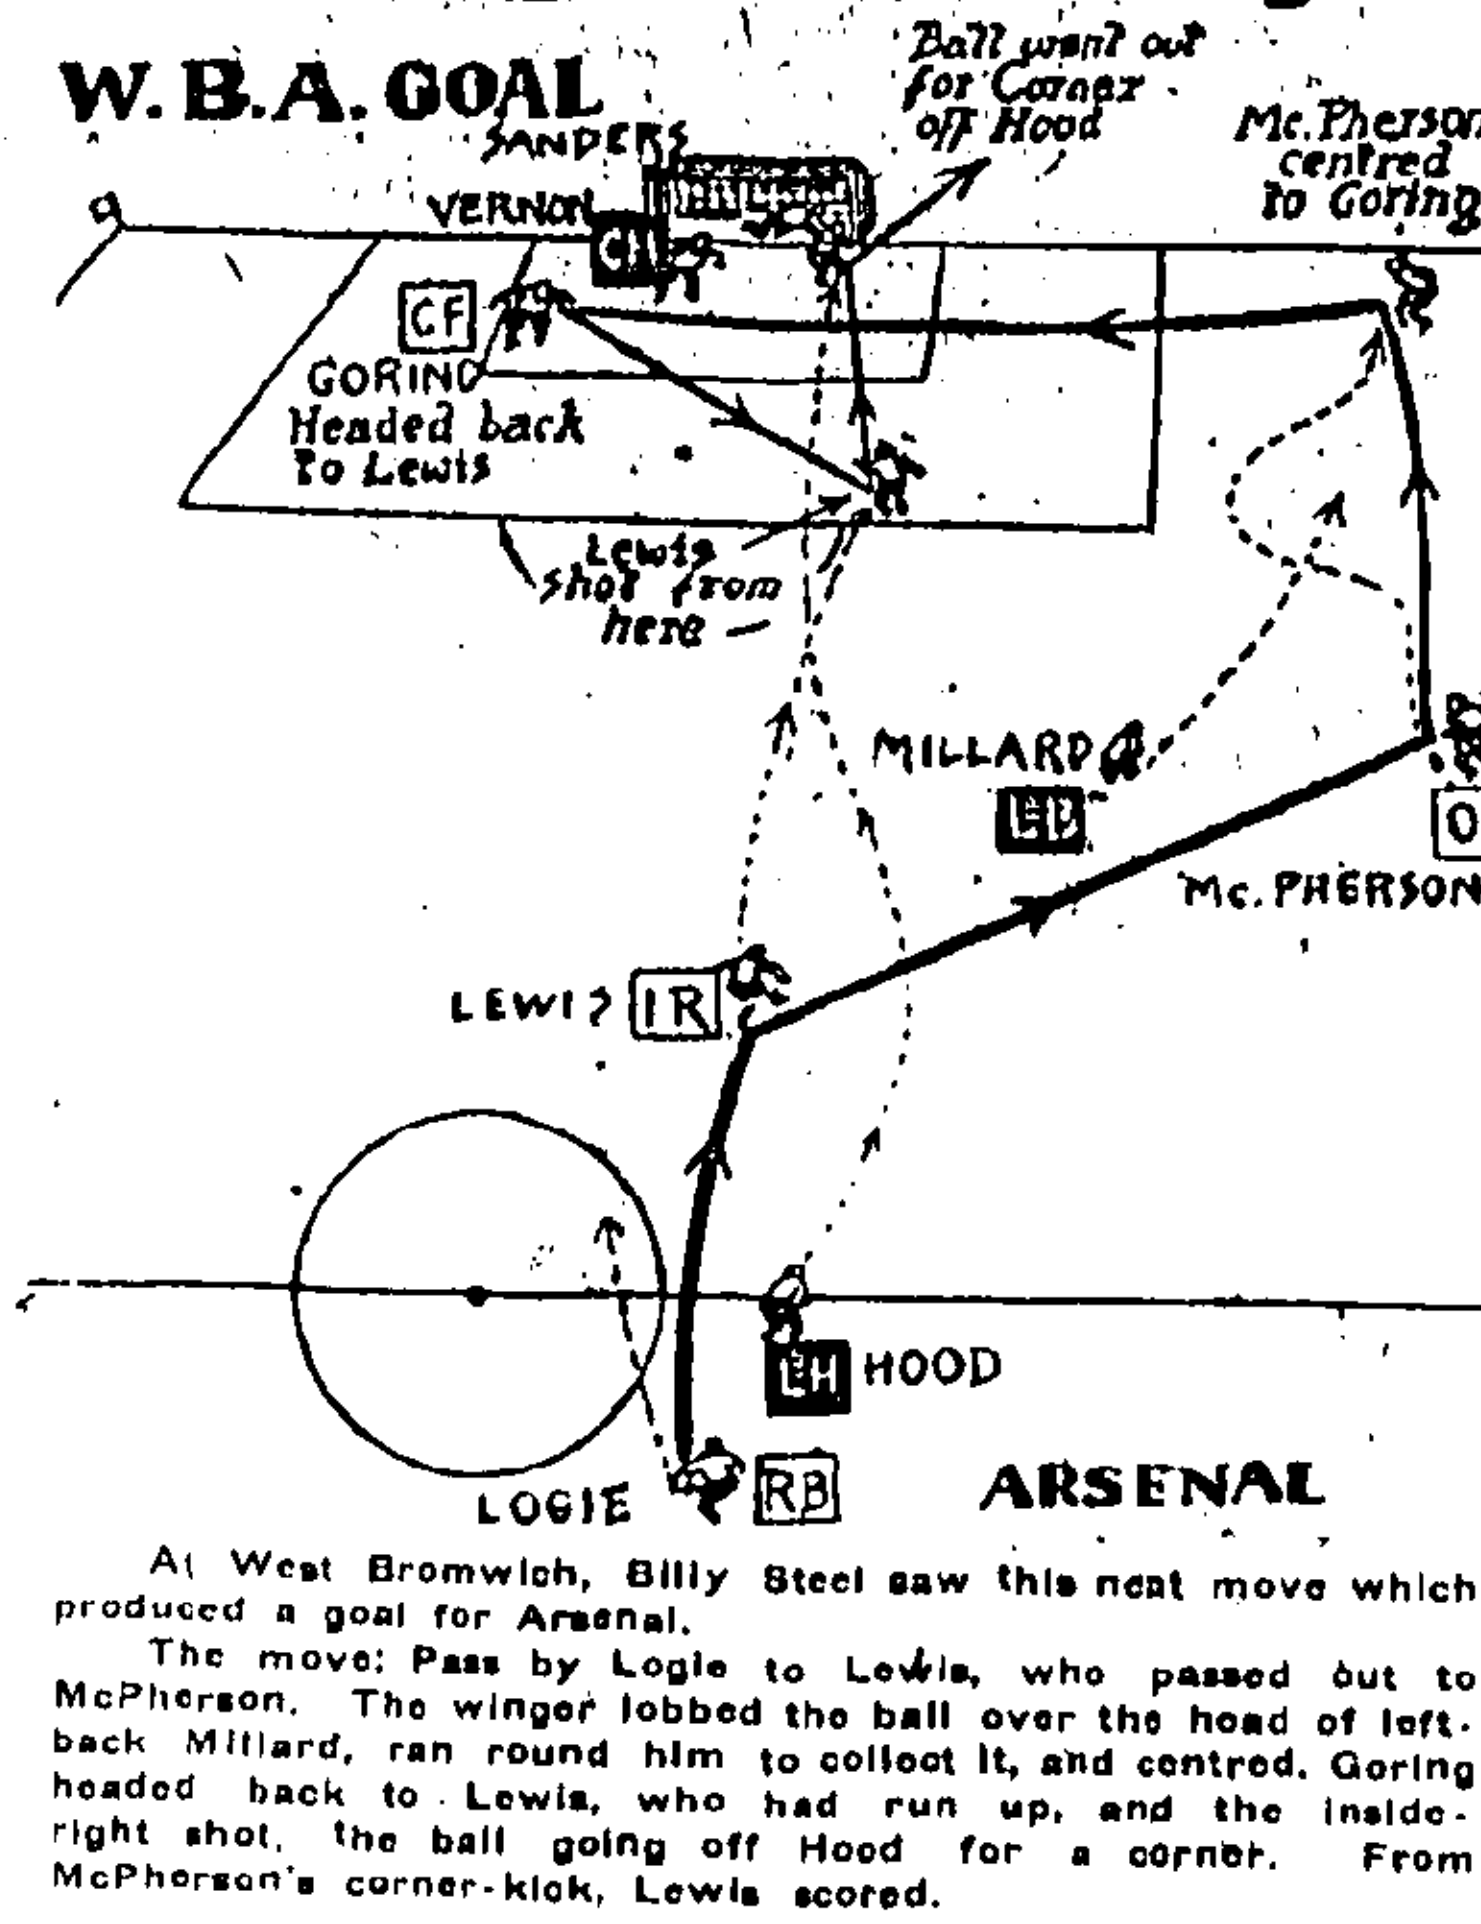 W.B.A. GOAL
SANDERS
VERNON
Ball went out
for Corner
off Hood
Mc.Pherson
centred
to Goring
CF
GORING
Headed back
to Lewis
Lewis
shot from
here
MILLARD
LB
O
Mc. PHERSON
LEWIS
IR
LH
HOOD
LOGIE
RB
ARSENAL
At West Bromwich, Billy Steel saw this neat move which
produced a goal for Arsenal.
The move: Pass by Logie to Lewis, who passed out to
McPherson. The winger lobbed the ball over the head of left-
back Millard, ran round him to collect it, and centred. Goring
headed back to Lewis, who had run up, and the inside-
right shot, the ball going off Hood for a corner. From
McPherson's corner-kick, Lewis scored.